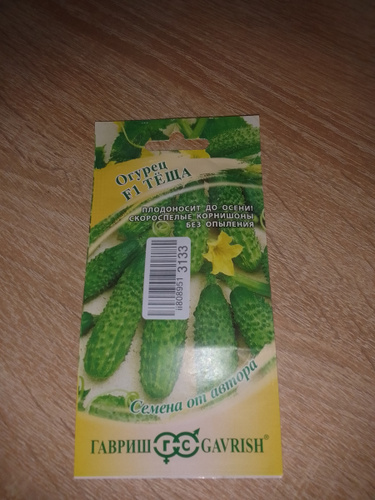 Огурец
F1 ТЁЩА
ПЛОДОНОСИТ ДО ОСЕНИ!
СКОРОСПЕЛЫЕ КОРНИШОНЫ
БЕЗ ОПЫЛЕНИЯ
3133
Семена от автора
ГАВРИШ Г=С GAVRISH®